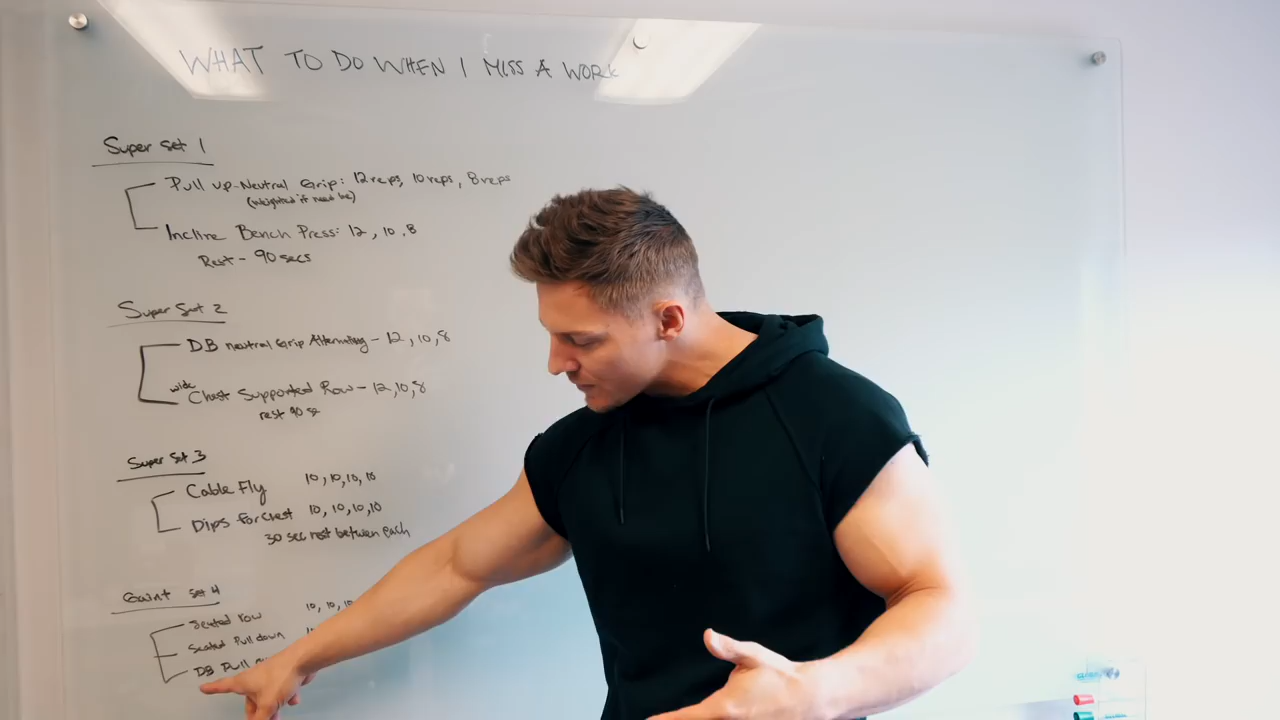 WHAT TO DO WHEN I MISS A WORK
Super Set 1
Pull up-Neutral Grip: 12 reps, 10 reps, 8 reps
(Weighted if need be)
Incline Bench Press: 12, 10, 8
Rest - 90 secs
Super Set 2
DB neutral Grip Alternating - 12, 10, 8
wide
Chest Supported Row - 12, 10, 8
rest 90 s
Super Set 3
Cable Fly 10, 10, 10, 10
Dips for Chest 10, 10, 10, 10
30 sec rest between each
Giant Set 4
Seated Row 10, 10, 10
Seated Pull down
DB Pull